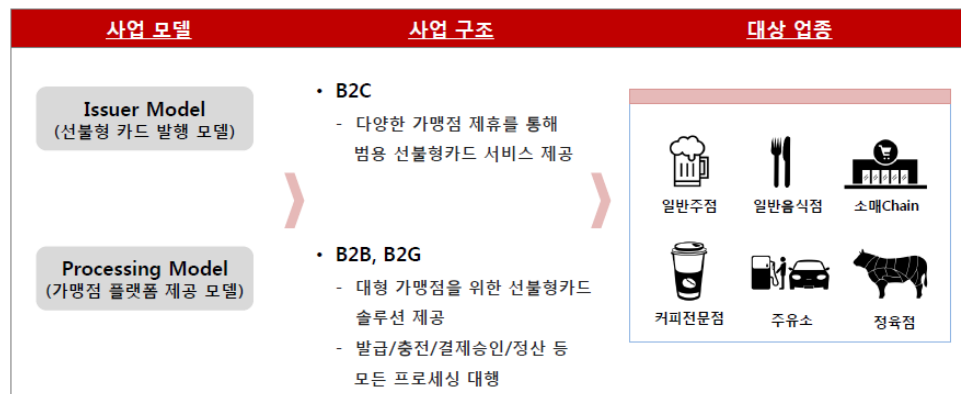 사업 모델
사업 구조
대상 업종
Issuer Model
(선불형 카드 발행 모델)
• B2C
- 다양한 가맹점 제휴를 통해
범용 선불형카드 서비스 제공
Processing Model
(가맹점 플랫폼 제공 모델)
• B2B, B2G
- 대형 가맹점을 위한 선불형카드
솔루션 제공
- 발급/충전/결제승인/정산 등
모든 프로세싱 대행
일반주점
일반음식점
소매Chain
커피전문점
주유소
정육점